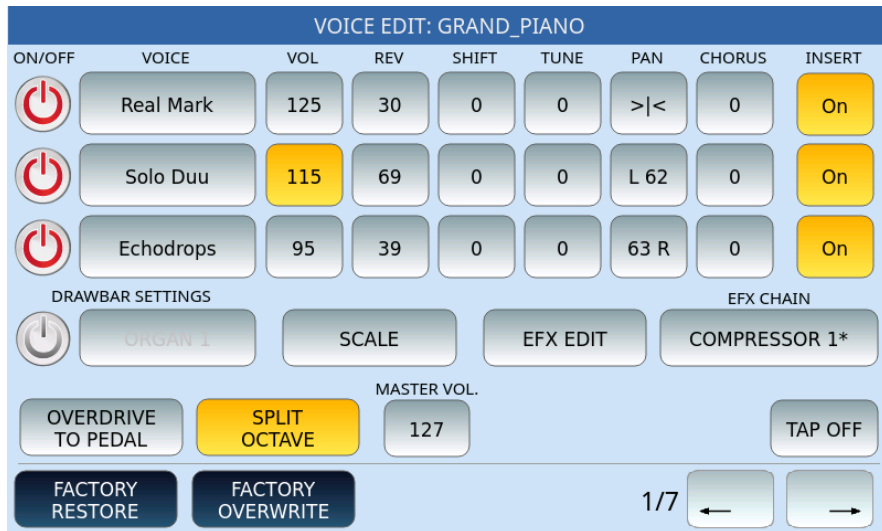 VOICE EDIT: GRAND_PIANO
ON/OFF VOICE VOL REV SHIFT TUNE PAN CHORUS INSERT
Real Mark 125 30 0 0 >|< 0 On
Solo Duu 115 69 0 0 L 62 0 On
Echodrops 95 39 0 0 63 R 0 On
DRAWBAR SETTINGS EFX CHAIN
ORGAN 1 SCALE EFX EDIT COMPRESSOR 1*
MASTER VOL.
OVERDRIVE
TO PEDAL
SPLIT
OCTAVE
127
TAP OFF
FACTORY
RESTORE
FACTORY
OVERWRITE
1/7 ← →